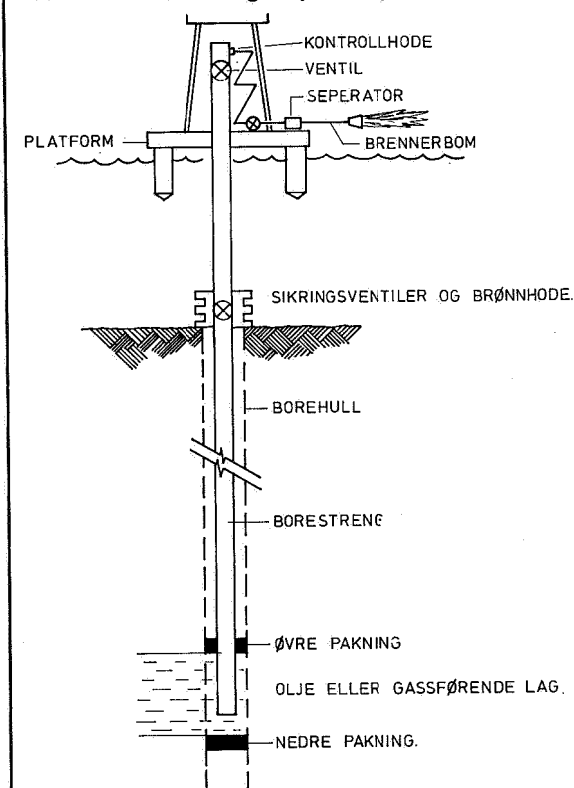 KONTROLLHODE
VENTIL
SEPERATOR
PLATFORM
BRENNERBOM
SIKRINGSVENTILER OG BRØNNHODE.
BOREHULL
BORESTRENG
ØVRE PAKNING
OLJE ELLER GASSFØRENDE LAG.
NEDRE PAKNING.